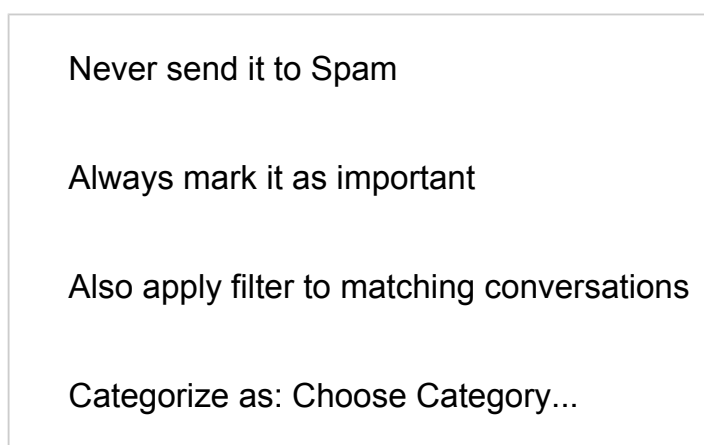 Never send it to Spam
Always mark it as important
Also apply filter to matching conversations
Categorize as: Choose Category...